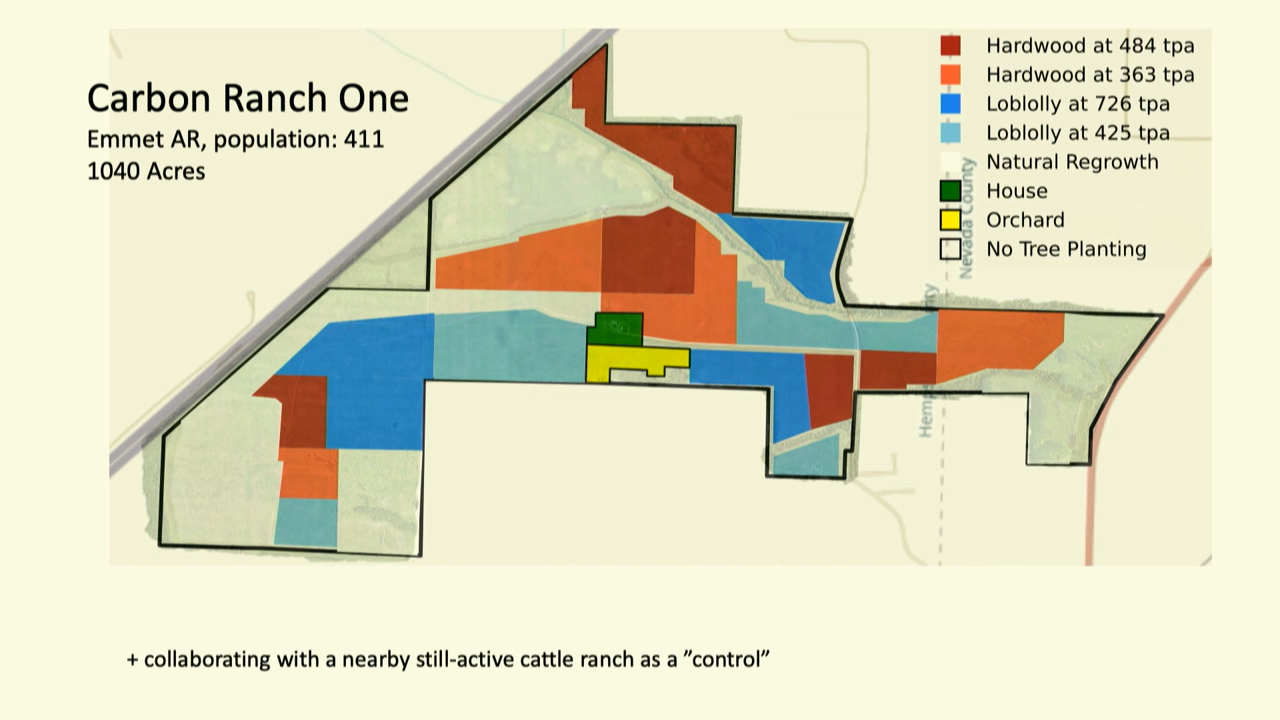 Carbon Ranch One
Emmet AR, population: 411
1040 Acres
Hardwood at 484 tpa
Hardwood at 363 tpa
Loblolly at 726 tpa
Loblolly at 425 tpa
Natural Regrowth
House
Orchard
No Tree Planting
Nevada County
+ collaborating with a nearby still-active cattle ranch as a ”control”